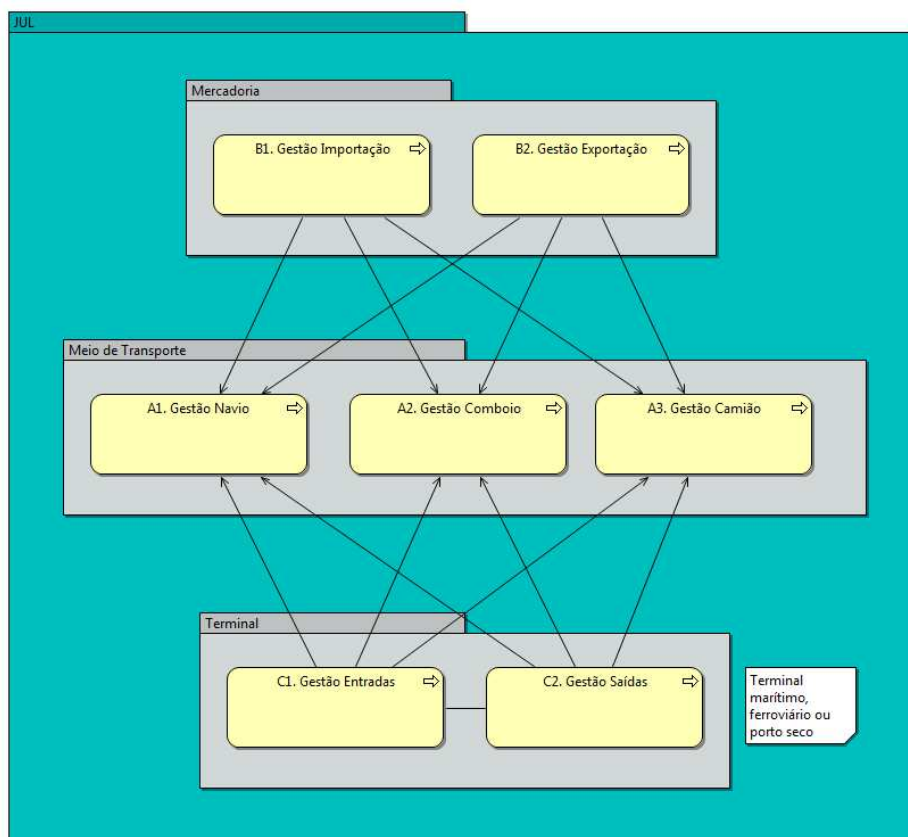 JUL
Mercadoria
B1. Gestão Importação
B2. Gestão Exportação
Meio de Transporte
A1. Gestão Navio
A2. Gestão Comboio
A3. Gestão Camião
Terminal
C1. Gestão Entradas
C2. Gestão Saídas
Terminal
marítimo,
ferroviário ou
porto seco